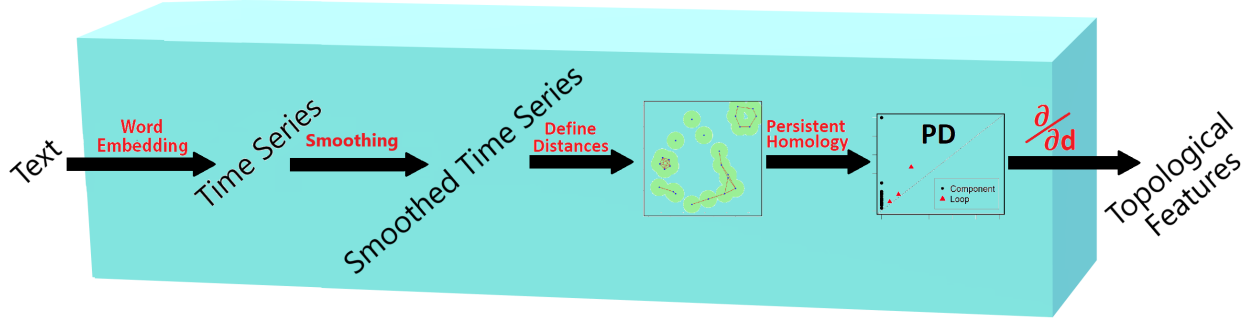 Text
Word
Embedding
Time Series
Smoothing
Smoothed Time Series
Define
Distances
Persistent
Homology
PD
Component
Loop
∂/∂d
Topological
Features